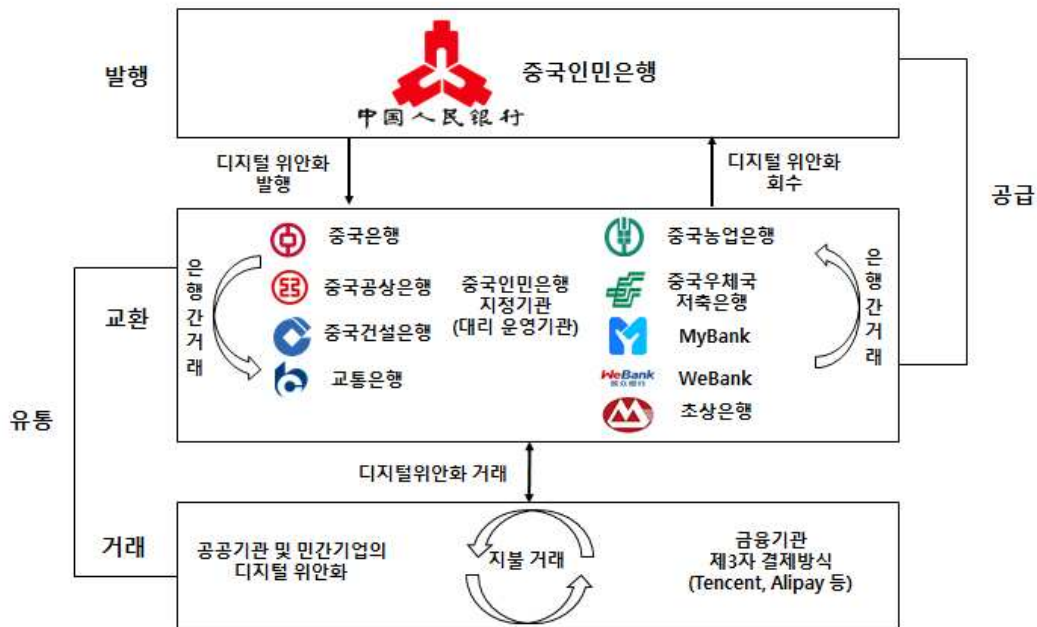 발행
中国人民银行
중국인민은행
디지털 위안화
발행
디지털 위안화
회수
공급
은행간거래
중국은행
중국공상은행
중국건설은행
교통은행
중국인민은행
지정기관
(대리 운영기관)
중국농업은행
중국우체국
저축은행
MyBank
WeBank
WeBank
초상은행
은행간거래
교환
유통
디지털위안화 거래
거래
공공기관 및 민간기업의
디지털 위안화
지불 거래
금융기관
제3자 결제방식
(Tencent, Alipay 등)